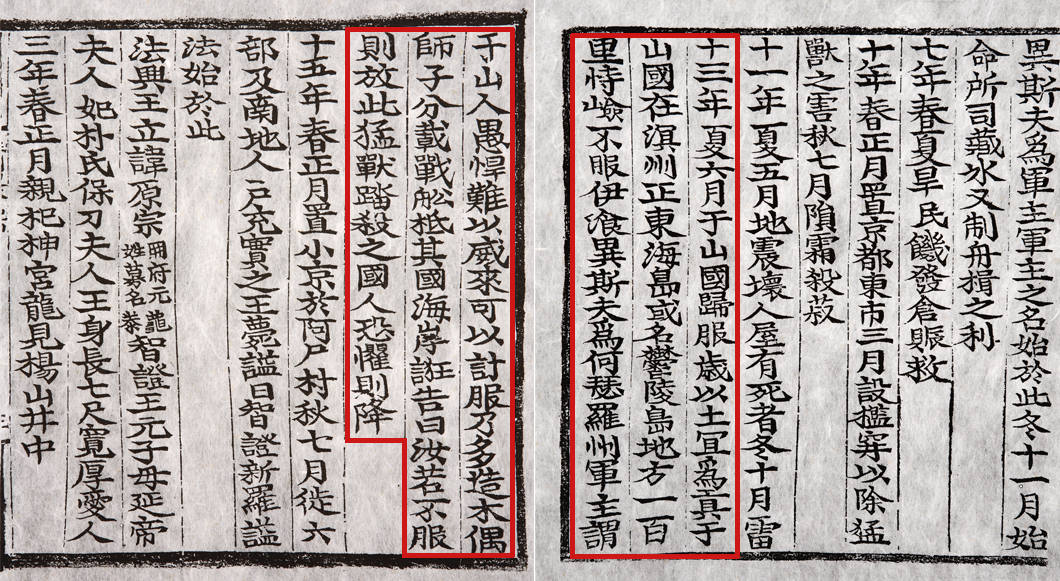 異斯夫為軍主軍主之名始於此冬十一月始
命所司藏氷又制舟揖之利
七年春夏旱民饑發倉賑救
十年春正月置京都東市三月設檻穽以除猛
獸之害秋七月隕霜殺菽
十一年夏五月地震壞人屋有死者冬十月雷
十三年夏六月于山國歸服歳以土宜為貢于
山國在溟州正東海島或名鬱陵島地方一百
里恃嶮不服伊飡異斯夫爲何瑟羅州軍主謂
于山人愚悍難以威來可以計服乃多造木偶
師子分載戰舩抵其國海岸誑告曰汝若不服
則放此猛獸踏殺之國人恐懼則降
十五年春正月置小京於阿尸村秋七月徙六
部及南地人戶充實之王薨謚曰智證新羅謚
法始於此
法興王立諱原宗冊府元龜姓募名秦智證王元子母延帝
夫人妃朴民保刀夫人王身長七尺寬厚愛人
三年春正月親祀神宮龍見楊山井中